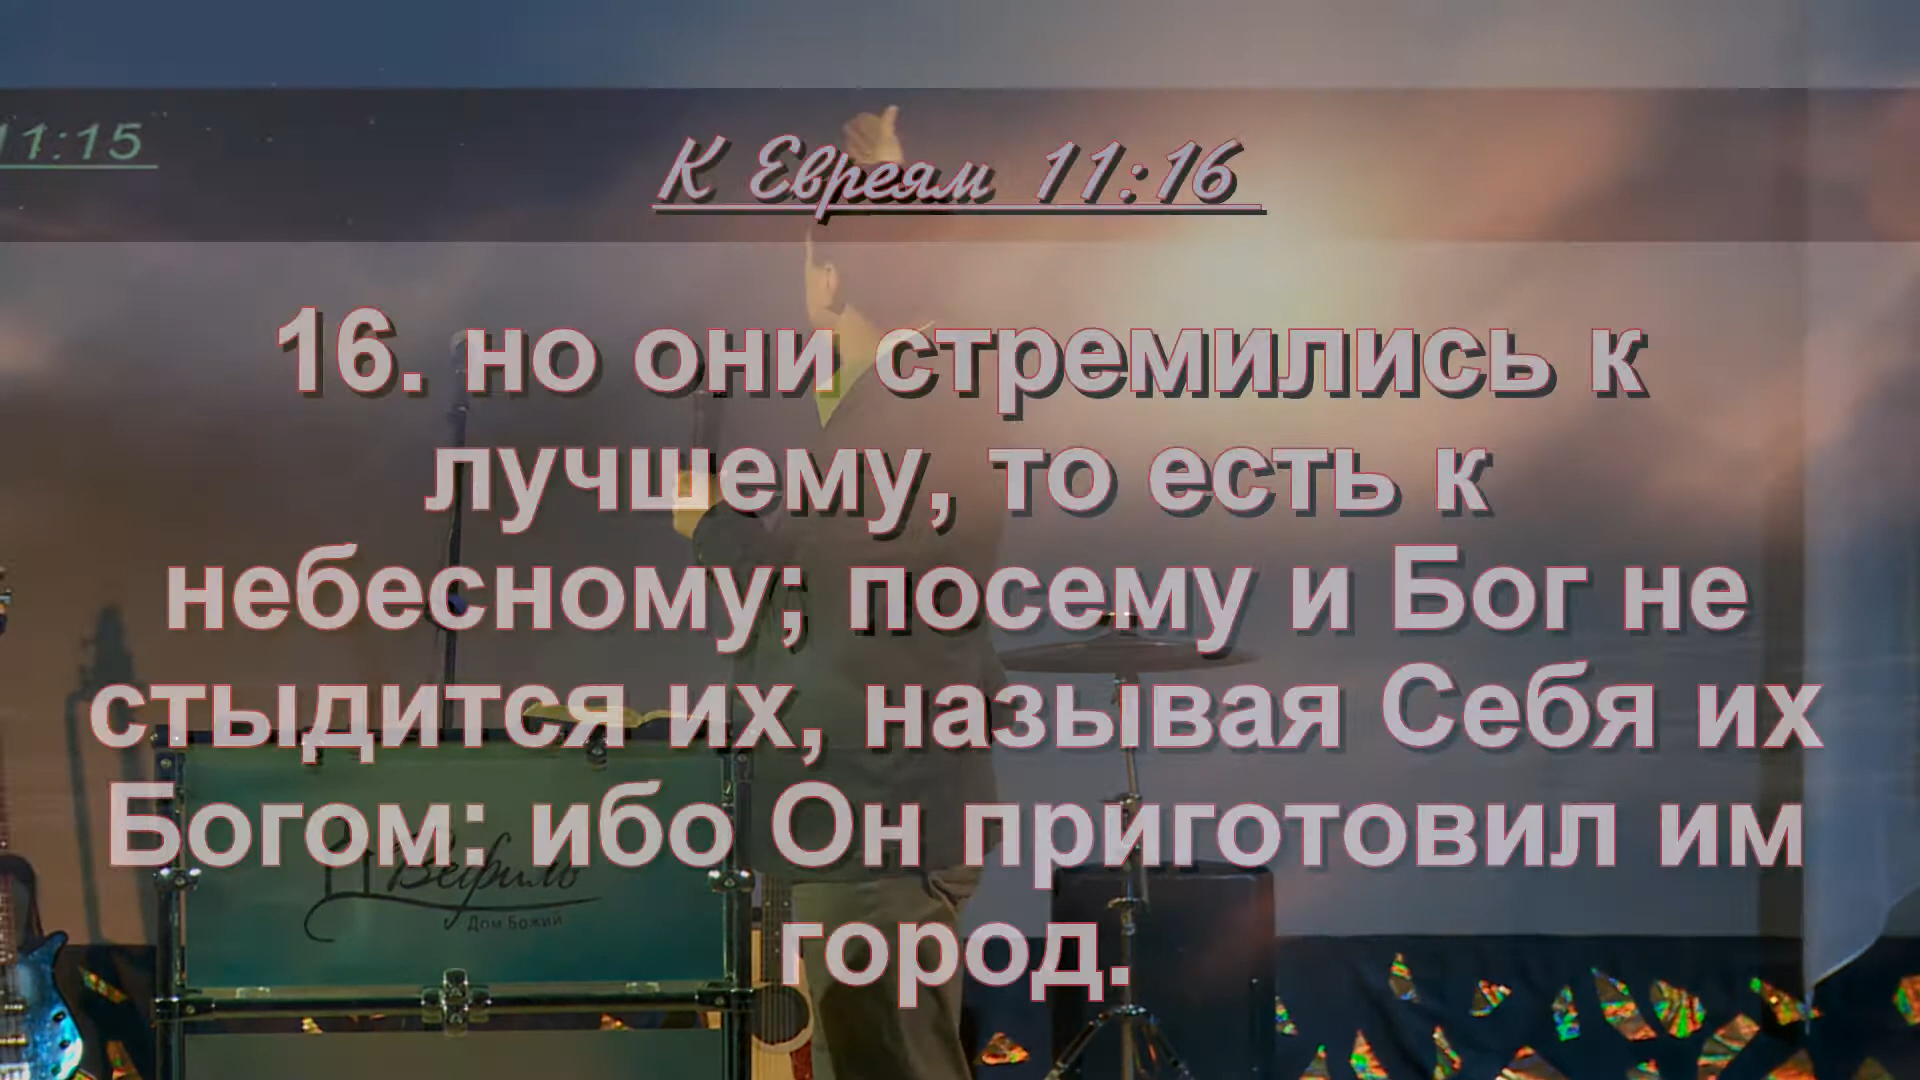 11:15
К Евреям 11:16
16. но они стремились к
лучшему, то есть к
небесному; посему и Бог не
стыдится их, называя Себя их
Богом: ибо Он приготовил им
город.
Вефиль
Дом Божий